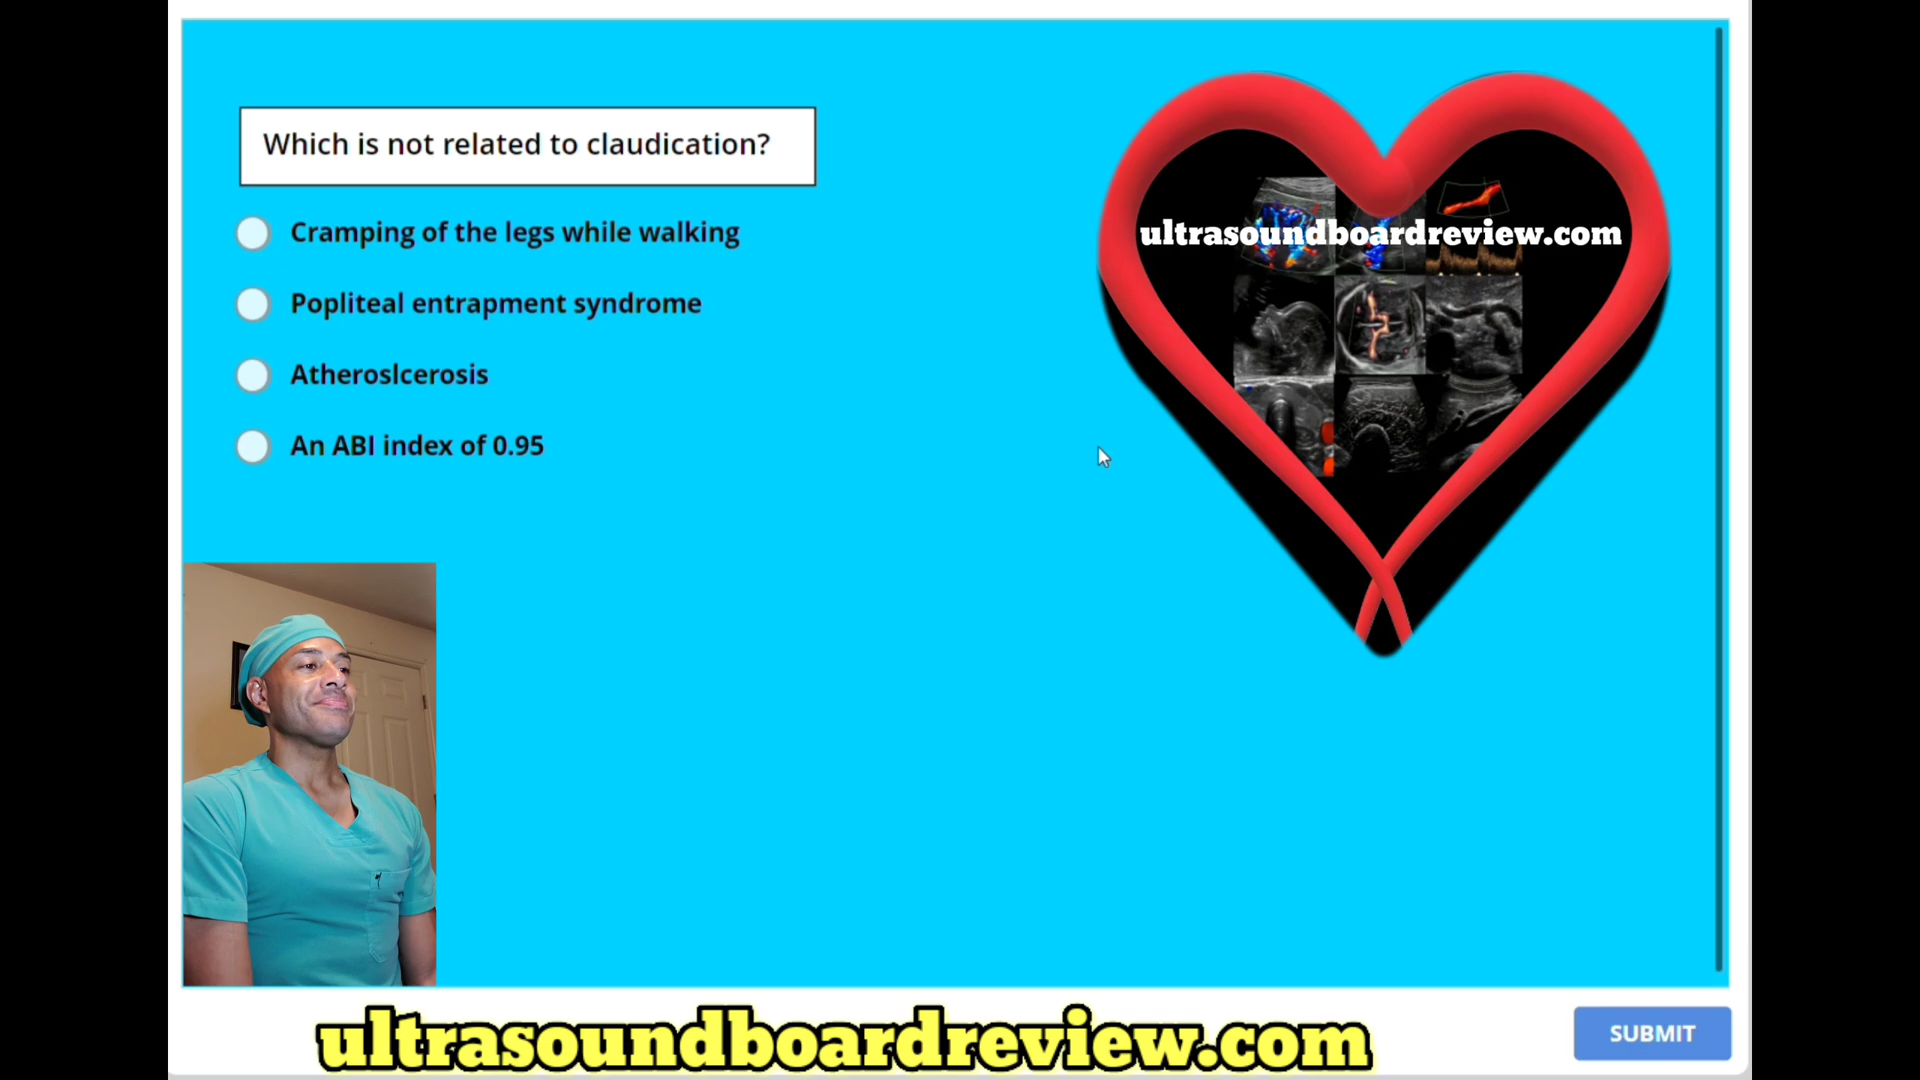 Which is not related to claudication?
Cramping of the legs while walking
Popliteal entrapment syndrome
Atheroslcerosis
An ABI index of 0.95
ultrasoundboardreview.com
ultrasoundboardreview.com
SUBMIT